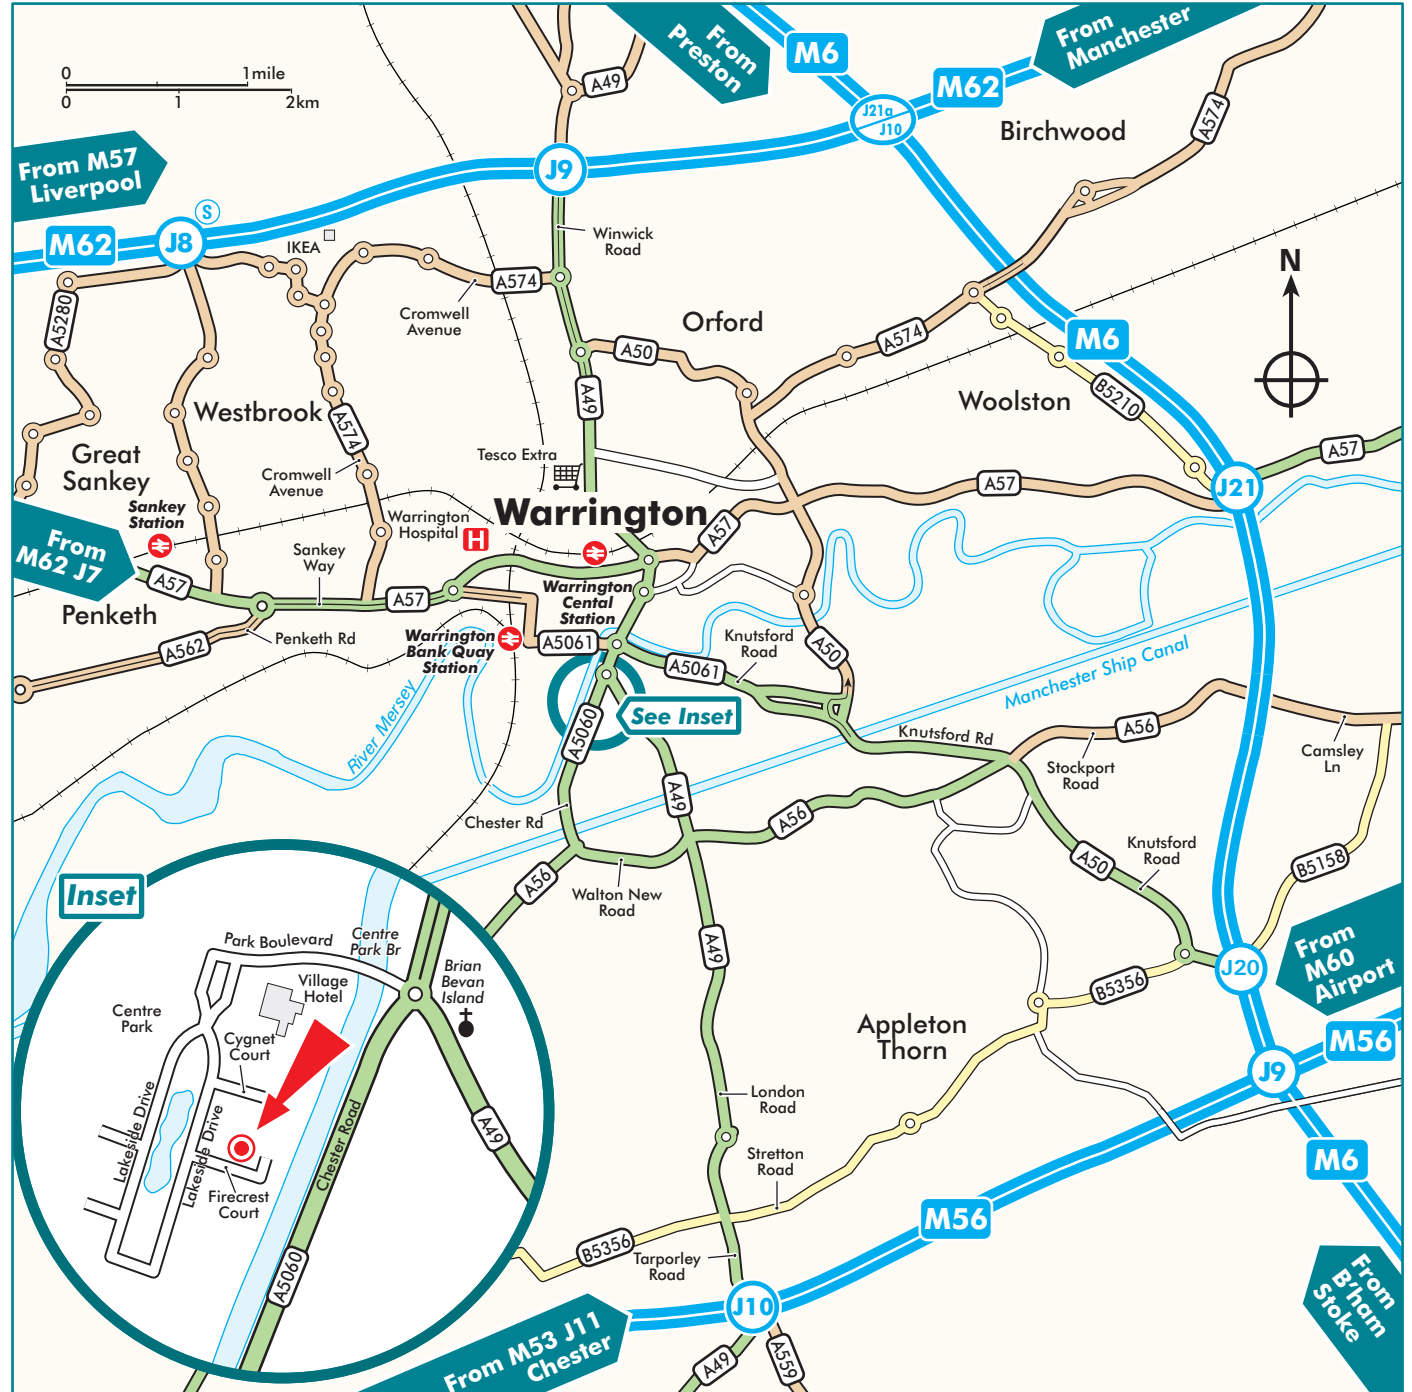 0
1mile
0
1
2km
From
Preston
M6
From
Manchester
M62
A49
J21a
J10
Birchwood
A574
From M57
Liverpool
M62
J8
S
J9
IKEA
Winwick
Road
A574
Cromwell
Avenue
A5280
N
Orford
A50
A574
M6
B5210
Woolston
A49
Westbrook
A574
Great
Sankey
Cromwell
Avenue
Tesco Extra
A57
J21
A57
Sankey
Station
Warrington
Hospital
H
Warrington
A57
From
M62 J7
A57
Sankey
Way
A57
Warrington
Cental
Station
Penketh
Penketh Rd
A562
Warrington
Bank Quay
Station
A5061
A5061
Knutsford
Road
A50
Manchester Ship Canal
River Mersey
See Inset
A5060
Knutsford Rd
A56
Stockport
Road
Camsley
Ln
A49
A56
Chester Rd
A56
Walton New
Road
A50
Knutsford
Road
B5158
A49
J20
From
M60
Airport
B5356
Appleton
Thorn
M56
J9
London
Road
Stretton
Road
M6
M56
B5356
Tarporley
Road
J10
From M53 J11
Chester
A49
A559
From
B'ham
Stoke
Inset
Park Boulevard
Centre
Park Br
Brian
Bevan
Island
Village
Hotel
Centre
Park
Cygnet
Court
Lakeside Drive
Lakeside Drive
Firecrest
Court
Chester Road
A49
A5060